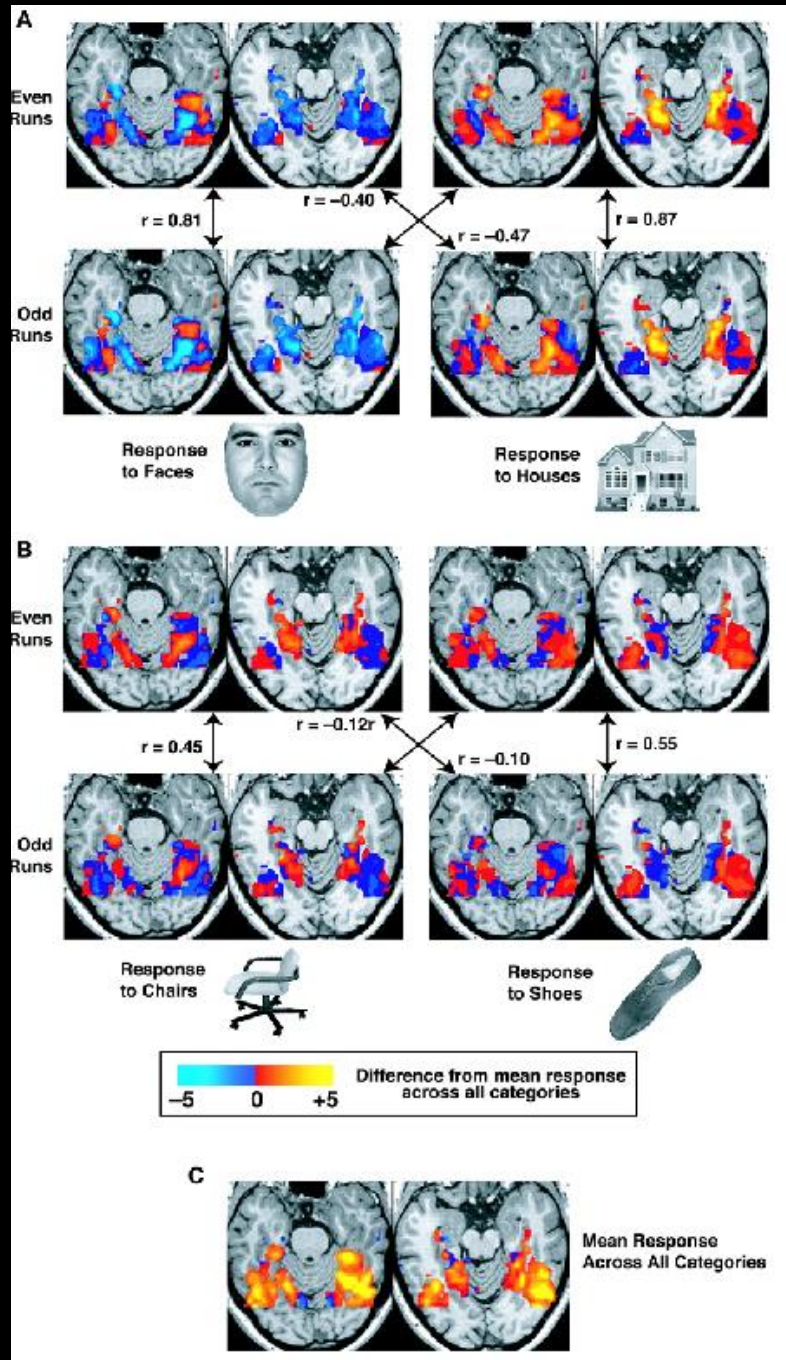 A
Even
Runs
r = 0.81
r = –0.40
r = –0.47
r = 0.87
Odd
Runs
Response
to Faces
Response
to Houses
B
Even
Runs
r = 0.45
r = –0.12r
r = –0.10
r = 0.55
Odd
Runs
Response
to Chairs
Response
to Shoes
Difference from mean response
across all categories
–5 0 +5
C
Mean Response
Across All Categories